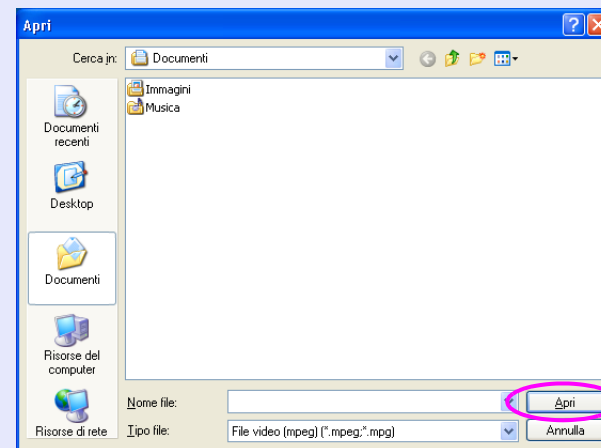 Apri
Cerca in: Documenti
Immagini
Musica
Documenti
recenti
Desktop
Documenti
Risorse del
computer
Risorse di rete
Nome file:
Apri
Tipo file: File video (mpeg) (*.mpeg;*.mpg)
Annulla